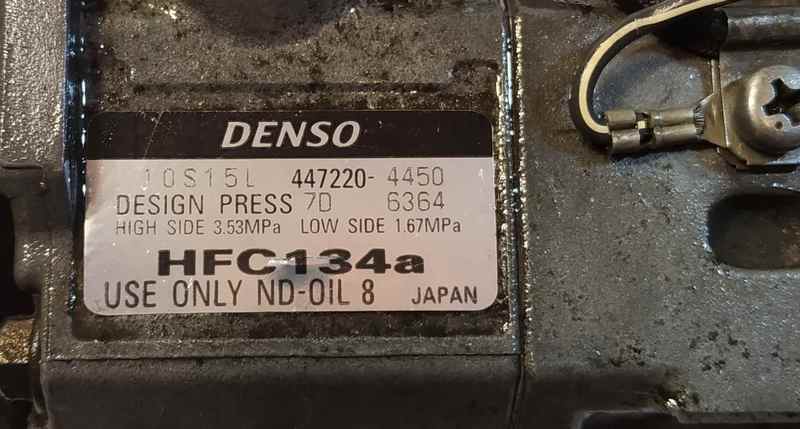 DENSO
10S15L 447220-4450
DESIGN PRESS 7D 6364
HIGH SIDE 3.53MPa LOW SIDE 1.67MPa
HFC134a
USE ONLY ND-OIL 8 JAPAN